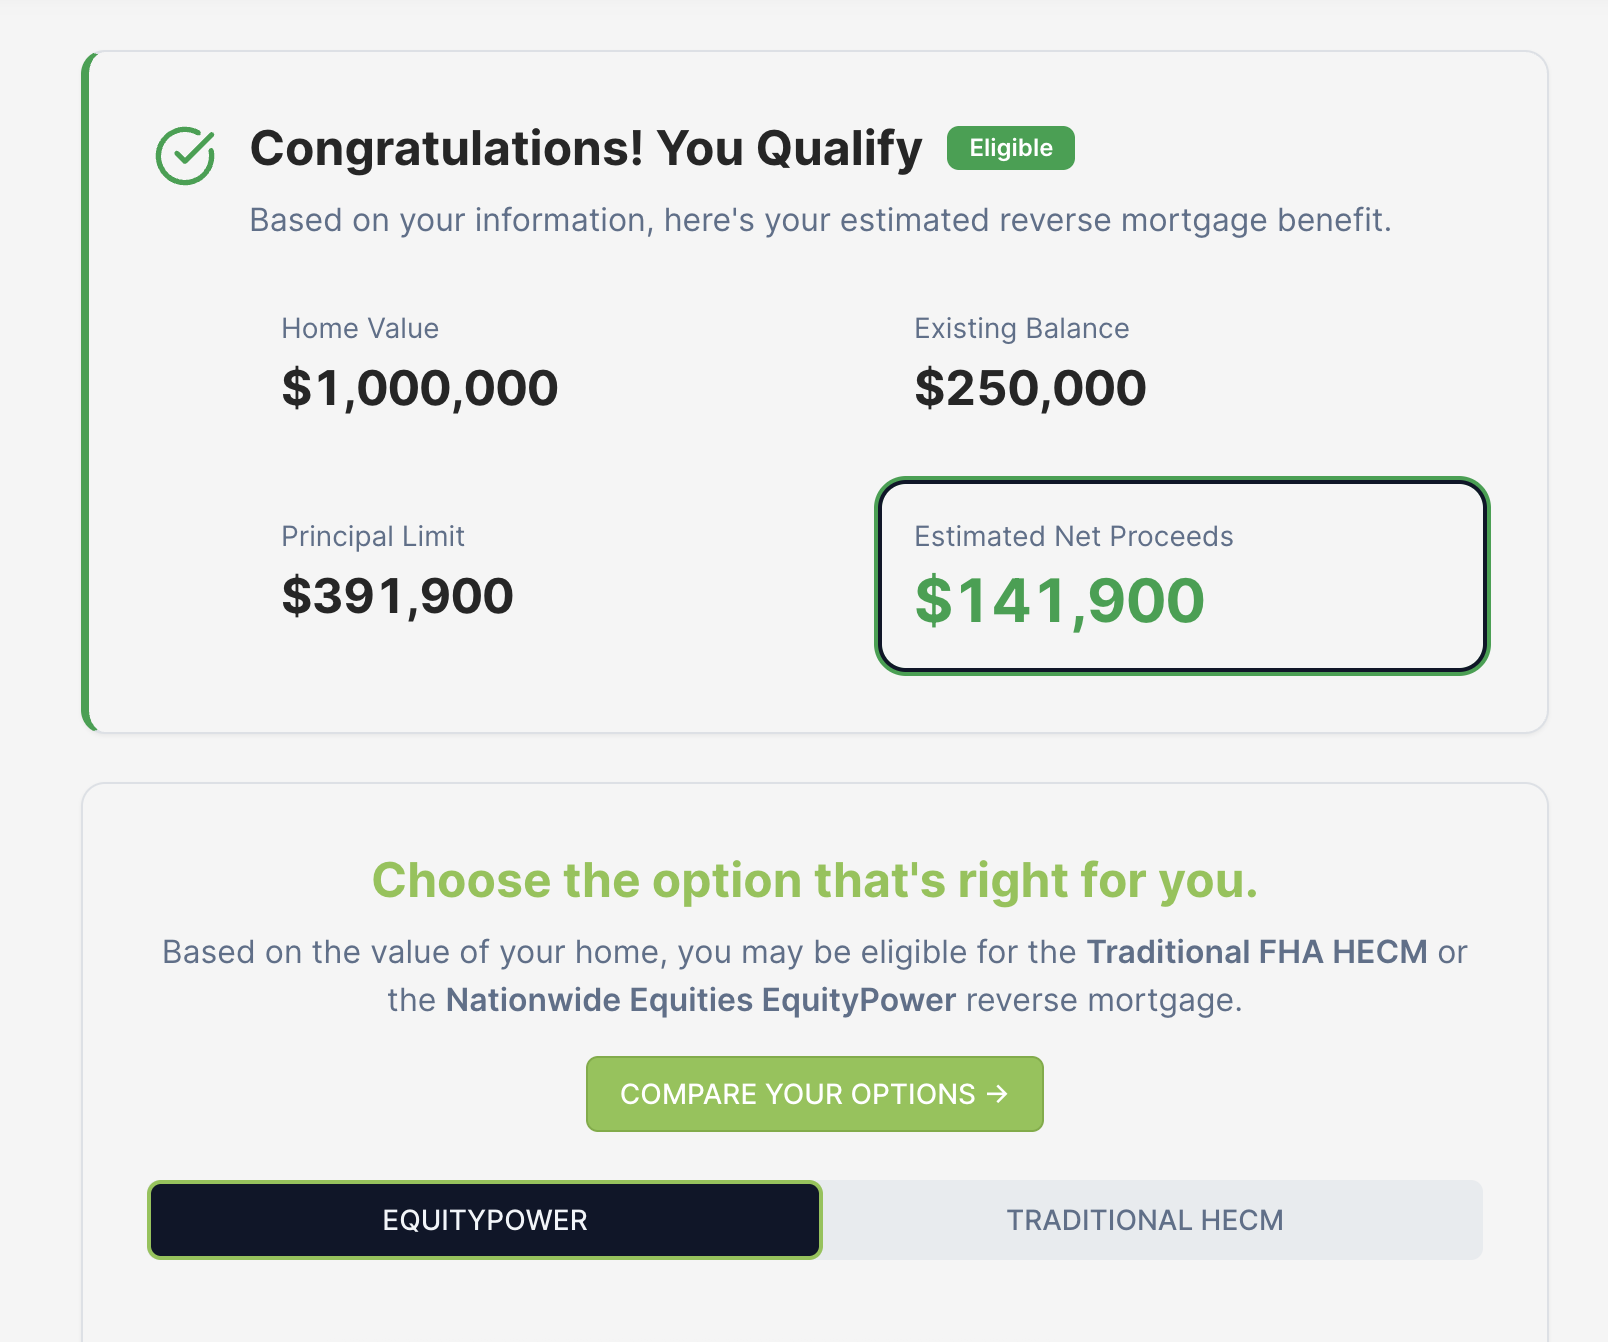 Congratulations! You Qualify
Eligible
Based on your information, here's your estimated reverse mortgage benefit.
Home Value
Existing Balance
$1,000,000
$250,000
Principal Limit
Estimated Net Proceeds
$391,900
$141,900
Choose the option that's right for you.
Based on the value of your home, you may be eligible for the Traditional FHA HECM or
the Nationwide Equities EquityPower reverse mortgage.
COMPARE YOUR OPTIONS →
EQUITYPOWER
TRADITIONAL HECM